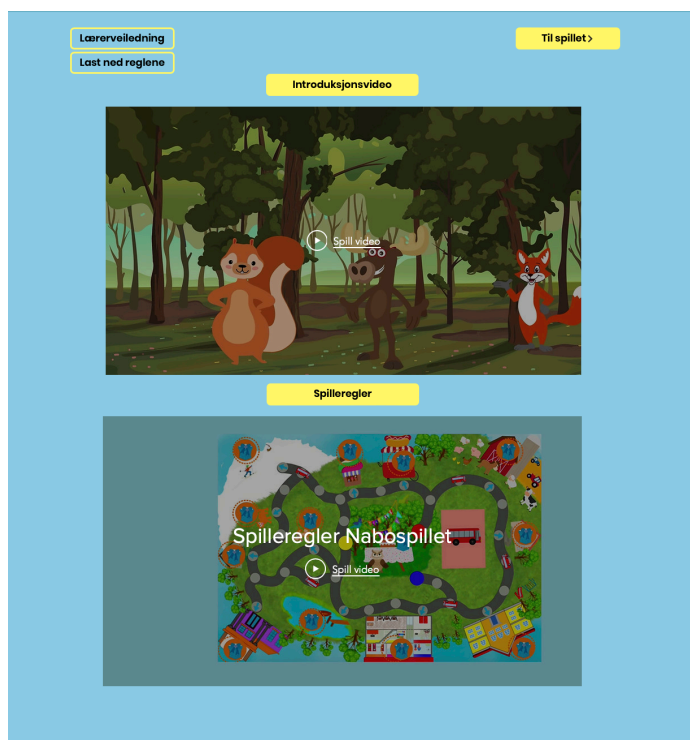 Lærerveiledning
Til spillet >
Last ned reglene
Introduksjonsvideo
Spill video
Spilleregler
Spilleregler Nabospillet
Spill video